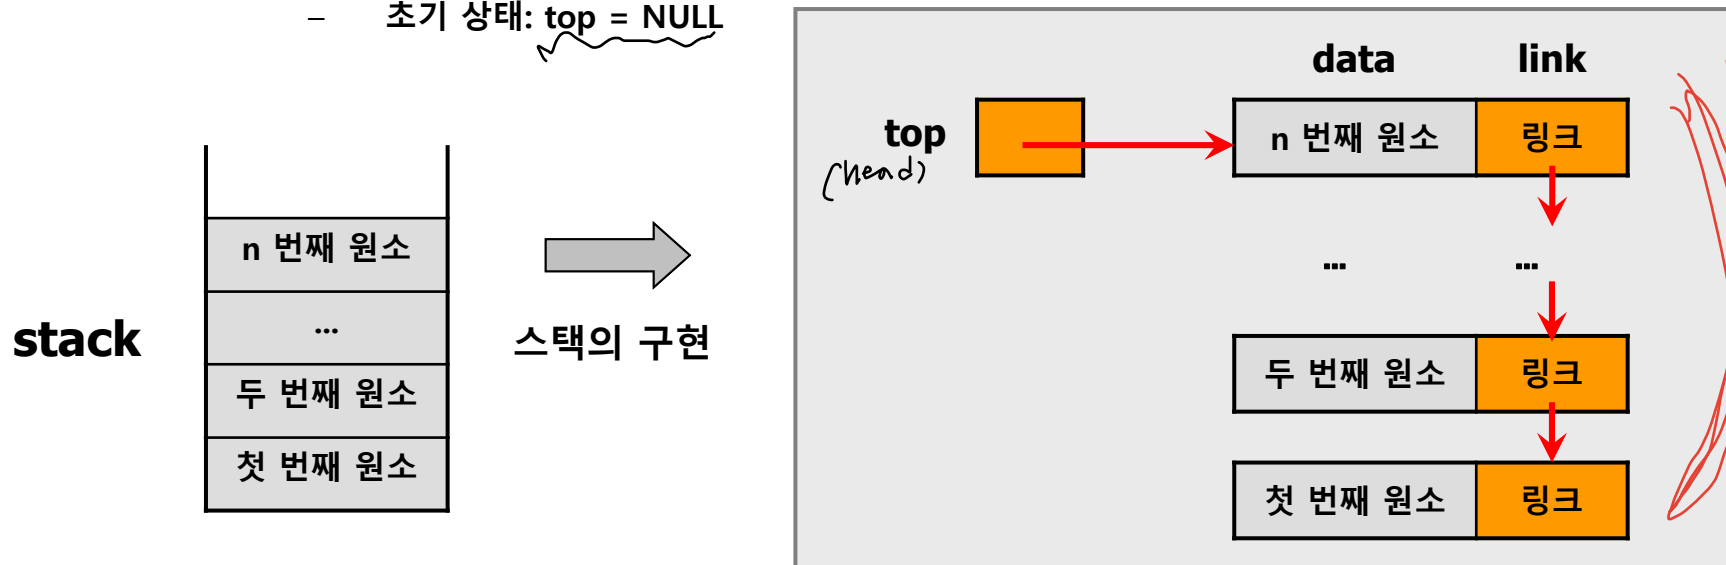 – 초기 상태: top = NULL
stack
n 번째 원소
...
두 번째 원소
첫 번째 원소
스택의 구현
data link
top
(head)
n 번째 원소 링크
... ...
두 번째 원소 링크
첫 번째 원소 링크